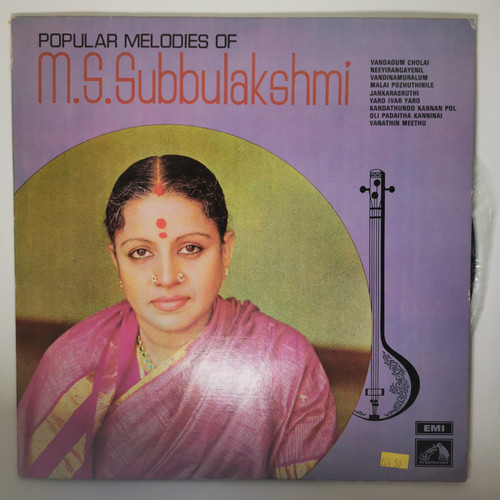 POPULAR MELODIES OF
M.S.Subbulakshmi
VANDADUM CHOLAI
NEEYIRANGAYENIL
VANDINAMURALUM
MALAI POZHUTHINILE
JANKARASRUTHI
YARO IVAR YARO
KANDATHUNDO KANNAN POL
OLI PADAITHA KANNINAI
VANATHIN MEETHU
EMI